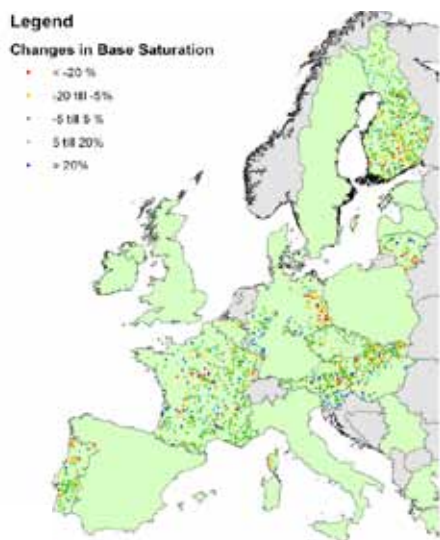 Legend
Changes in Base Saturation
< -20 %
-20 till -5%
-5 till 5 %
5 till 20%
> 20%